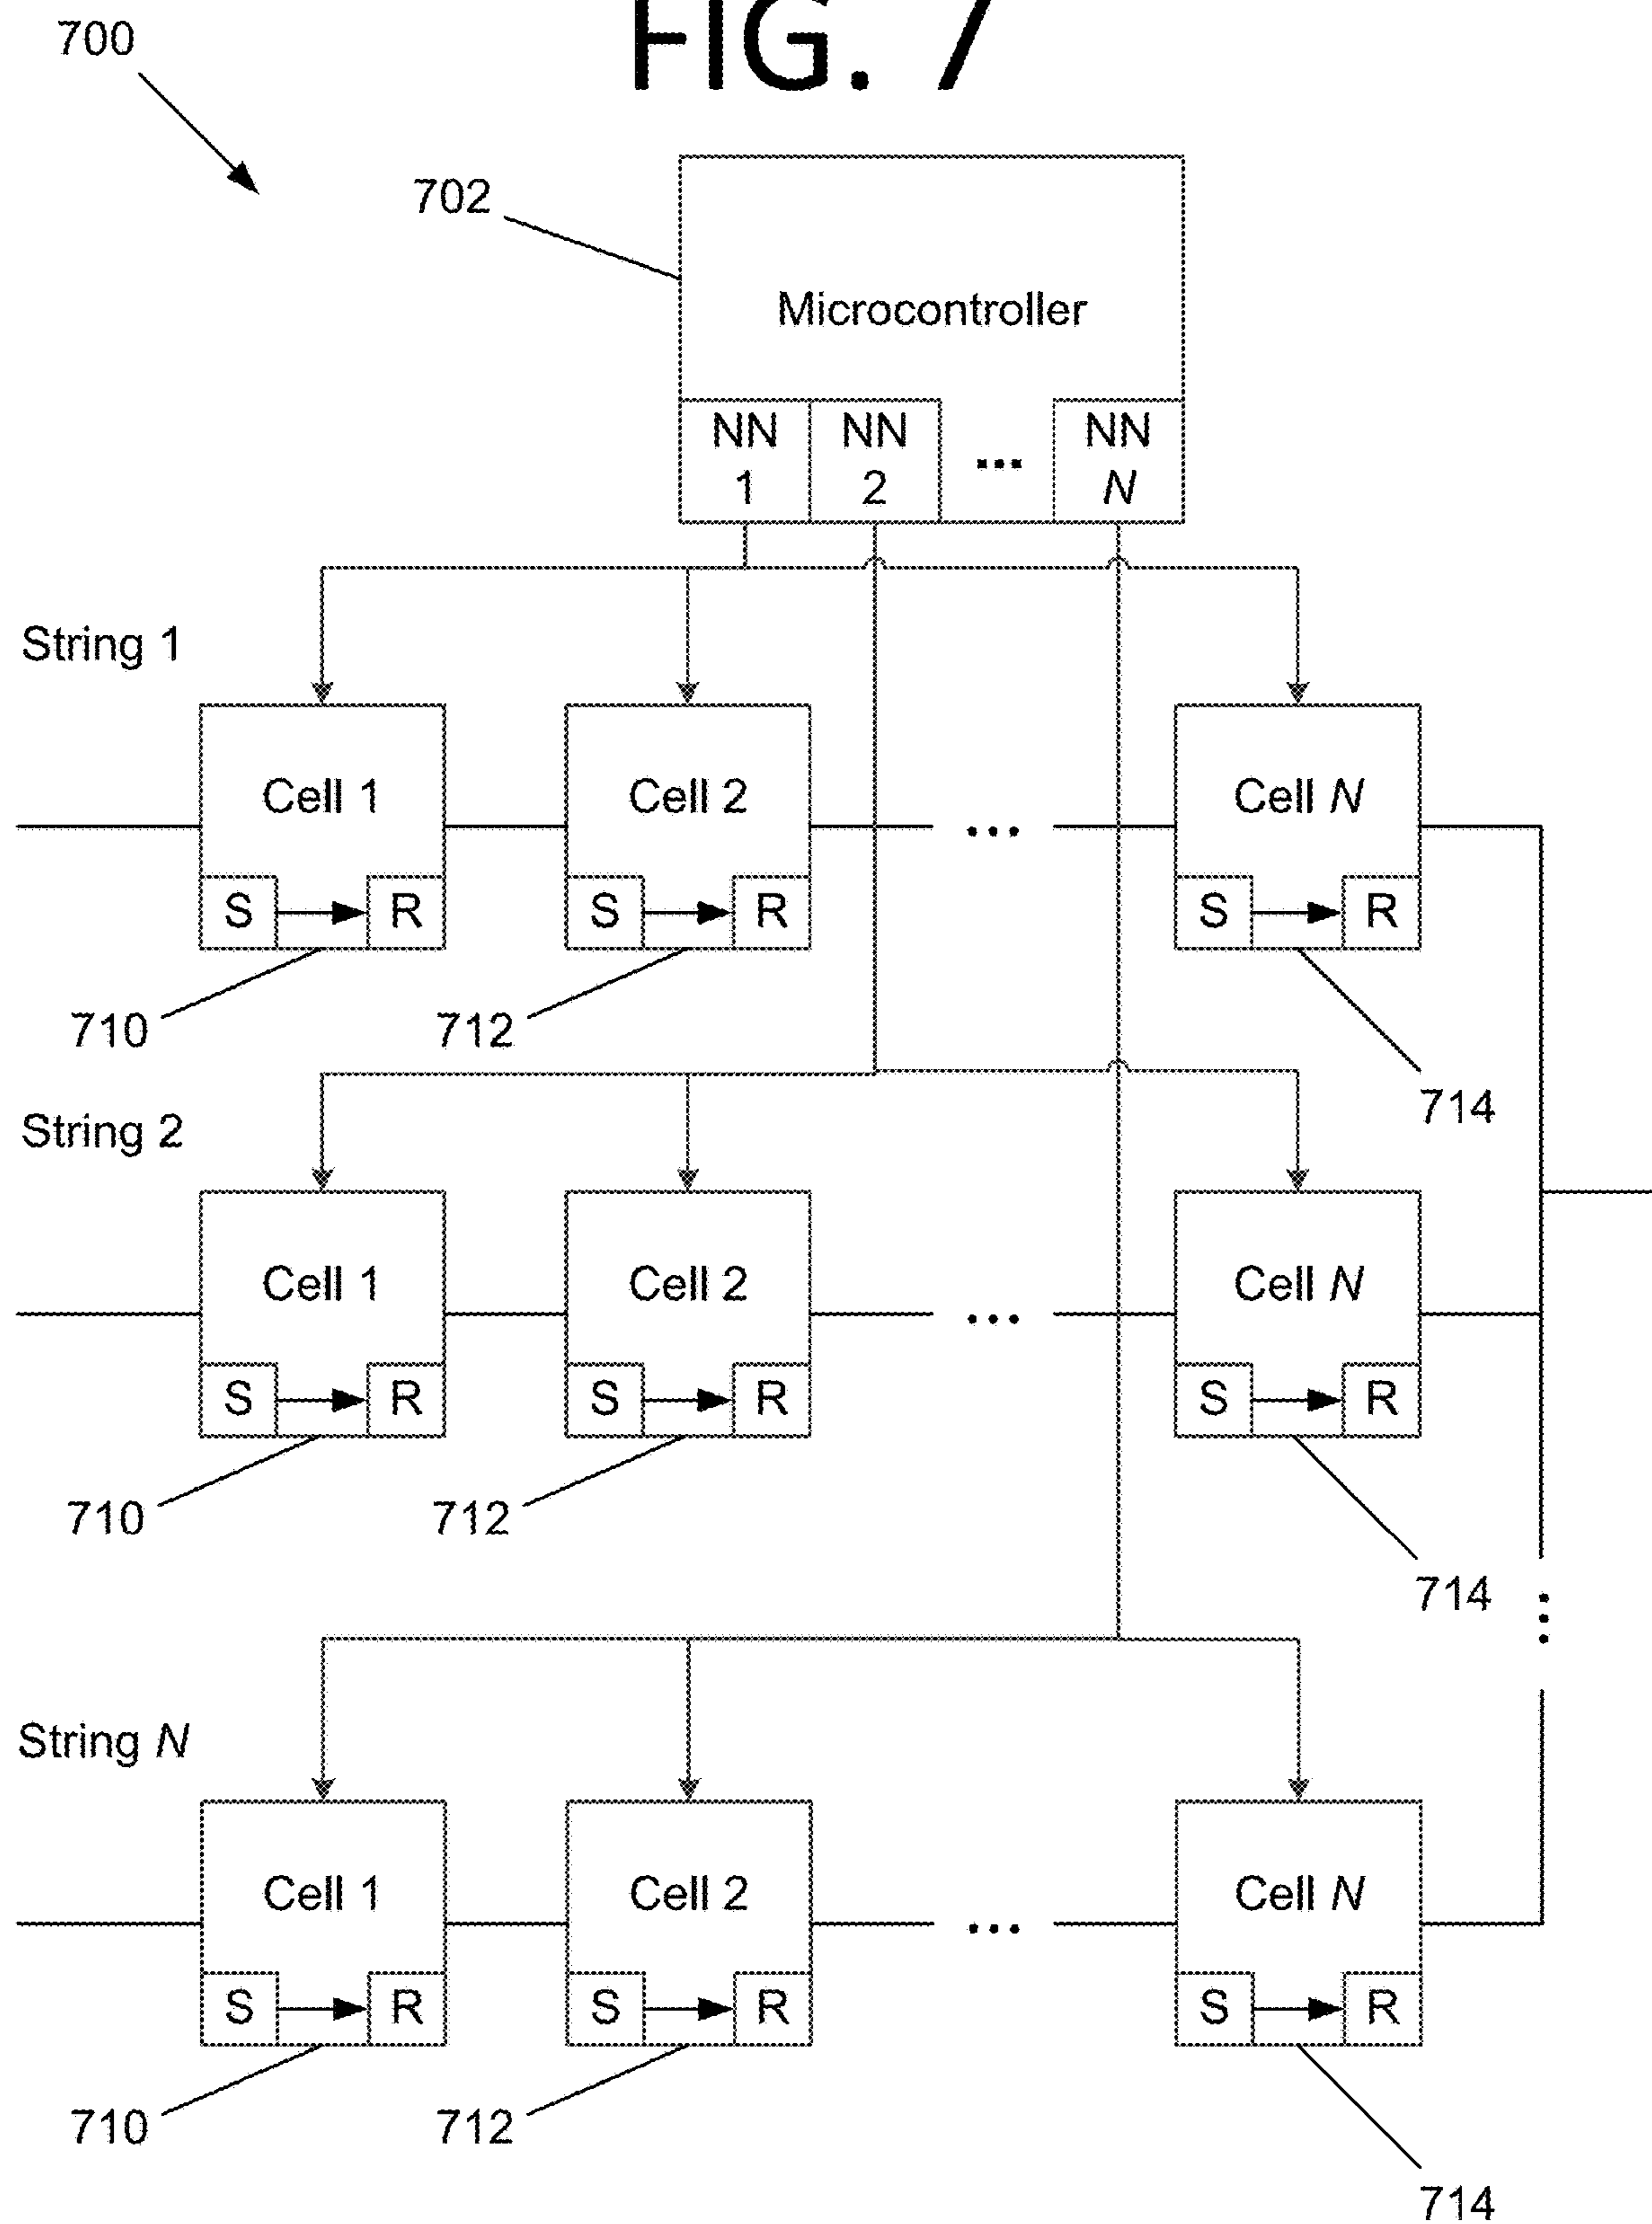 FIG. 7
700
702
Microcontroller
NN NN ... NN
1 2 N
String 1
Cell 1 Cell 2 ... Cell N
S R S R S R
710 712 714
String 2
Cell 1 Cell 2 ... Cell N
S R S R S R
710 712 714
...
String N
Cell 1 Cell 2 ... Cell N
S R S R S R
710 712 714